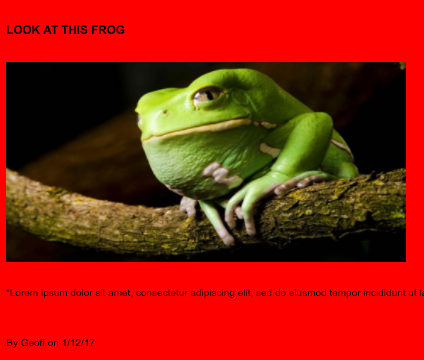 LOOK AT THIS FROG
"Lorem ipsum dolor sit amet, consectetur adipiscing elit, sed do eiusmod tempor incididunt ut
By Geoff on 1/12/17